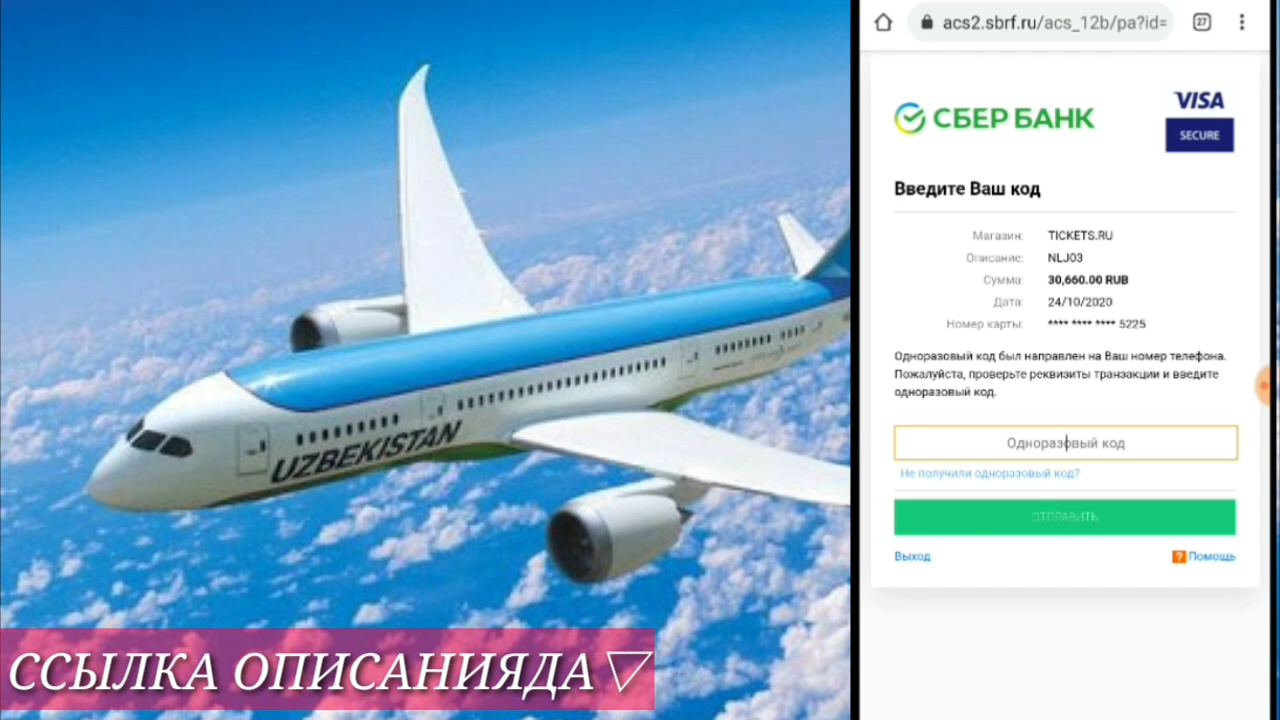 UZBEKISTAN
ССЫЛКА ОПИСАНИЯДА
acs2.sbrf.ru/acs_12b/pa?id=
27
СБЕР БАНК
VISA
SECURE
Введите Ваш код
Магазин: TICKETS.RU
Описание: NLJ03
Сумма: 30,660.00 RUB
Дата: 24/10/2020
Номер карты: **** **** **** 5225
Одноразовый код был направлен на Ваш номер телефона.
Пожалуйста, проверьте реквизиты транзакции и введите
одноразовый код.
Одноразовый код
Не получили одноразовый код?
ОТПРАВИТЬ
Выход
? Помощь